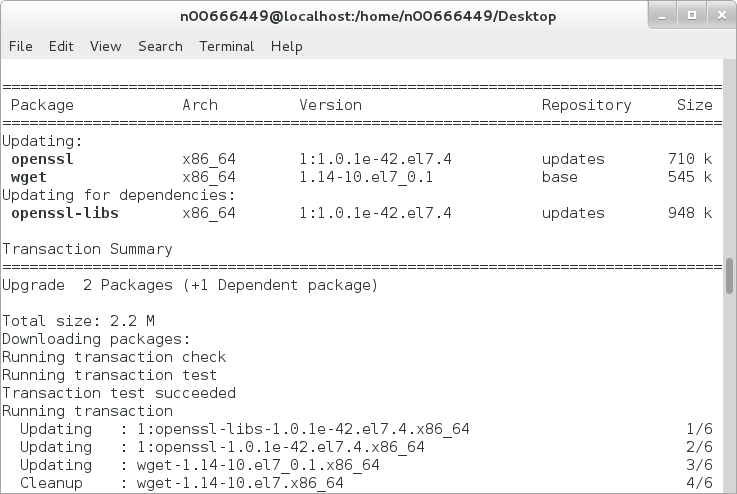 n00666449@localhost:/home/n00666449/Desktop
File Edit View Search Terminal Help
================================================================================
 Package            Arch         Version                    Repository     Size
================================================================================
Updating:
 openssl            x86_64       1:1.0.1e-42.el7.4          updates       710 k
 wget               x86_64       1.14-10.el7_0.1            base          545 k
Updating for dependencies:
 openssl-libs       x86_64       1:1.0.1e-42.el7.4          updates       948 k
Transaction Summary
================================================================================
Upgrade  2 Packages (+1 Dependent package)
Total size: 2.2 M
Downloading packages:
Running transaction check
Running transaction test
Transaction test succeeded
Running transaction
  Updating   : 1:openssl-libs-1.0.1e-42.el7.4.x86_64                        1/6
  Updating   : 1:openssl-1.0.1e-42.el7.4.x86_64                             2/6
  Updating   : wget-1.14-10.el7_0.1.x86_64                                  3/6
  Cleanup    : wget-1.14-10.el7.x86_64                                      4/6